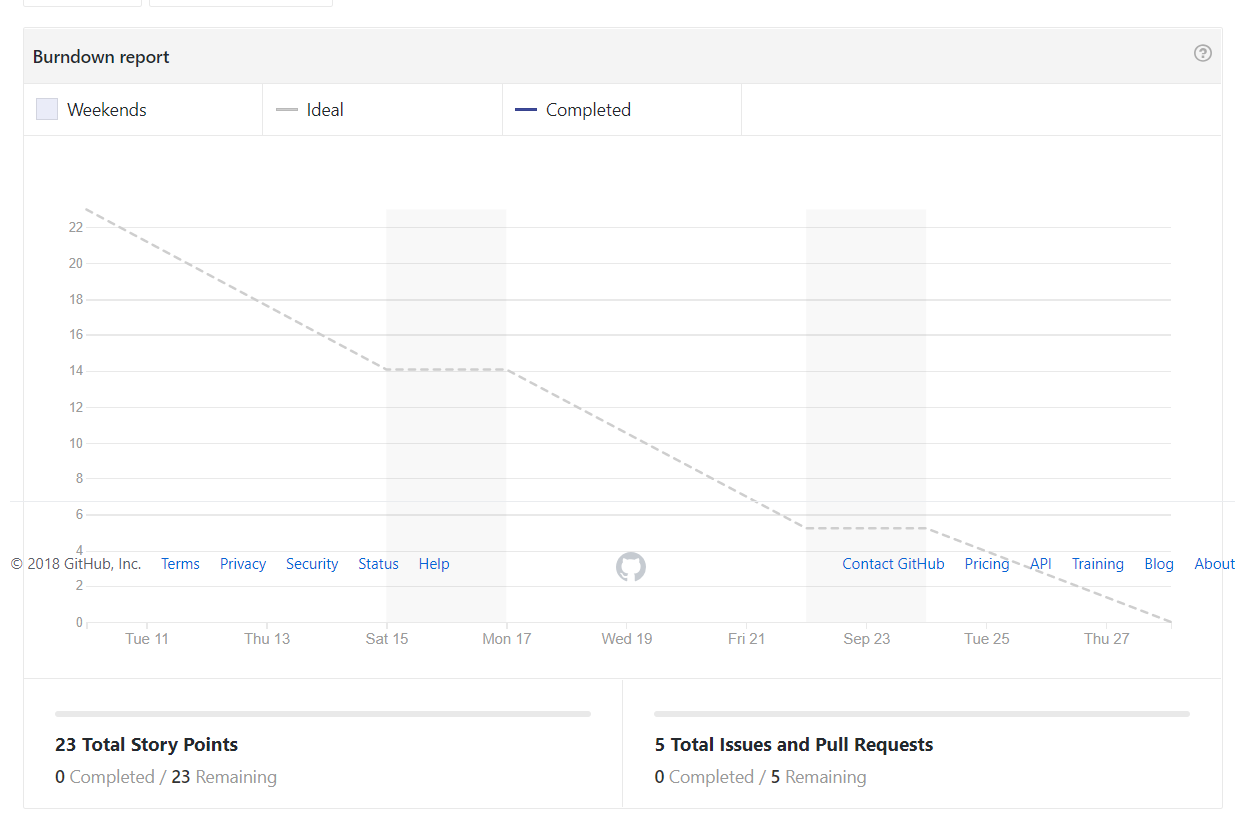 Burndown report
Weekends Ideal Completed
22
20
18
16
14
12
10
8
6
4
© 2018 GitHub, Inc. Terms Privacy Security Status Help Contact GitHub Pricing API Training Blog About
2
0
Tue 11 Thu 13 Sat 15 Mon 17 Wed 19 Fri 21 Sep 23 Tue 25 Thu 27
23 Total Story Points
0 Completed / 23 Remaining
5 Total Issues and Pull Requests
0 Completed / 5 Remaining